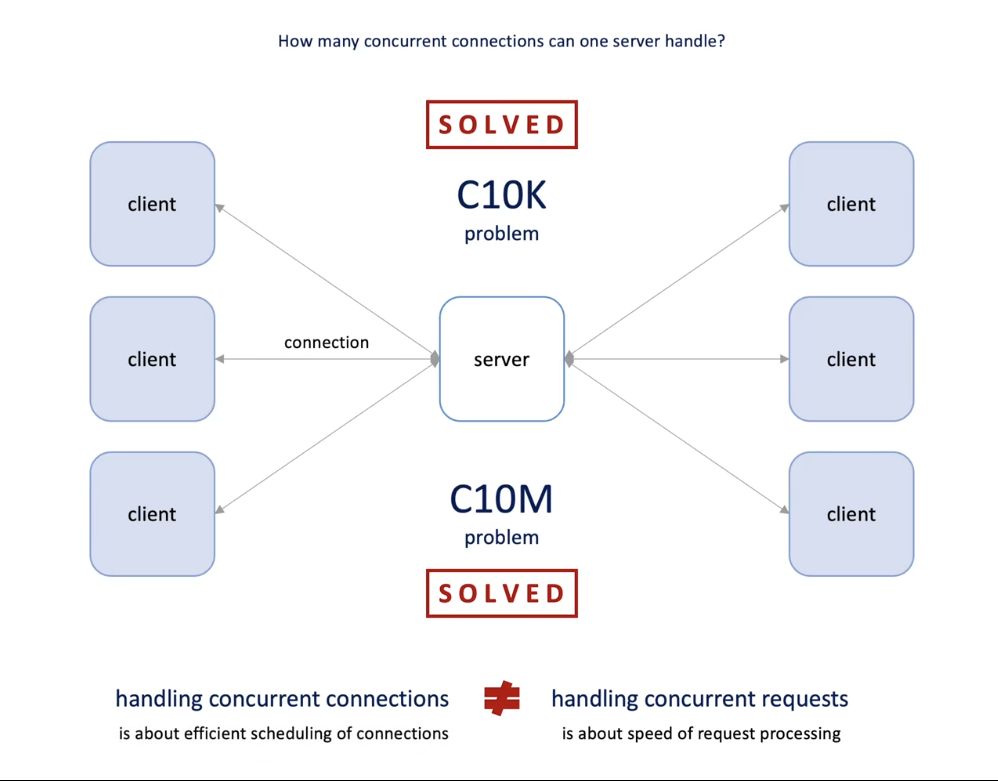 How many concurrent connections can one server handle?
SOLVED
C10K
problem
client
client
connection
client
server
client
client
client
C10M
problem
SOLVED
handling concurrent connections ≠ handling concurrent requests
is about efficient scheduling of connections
is about speed of request processing